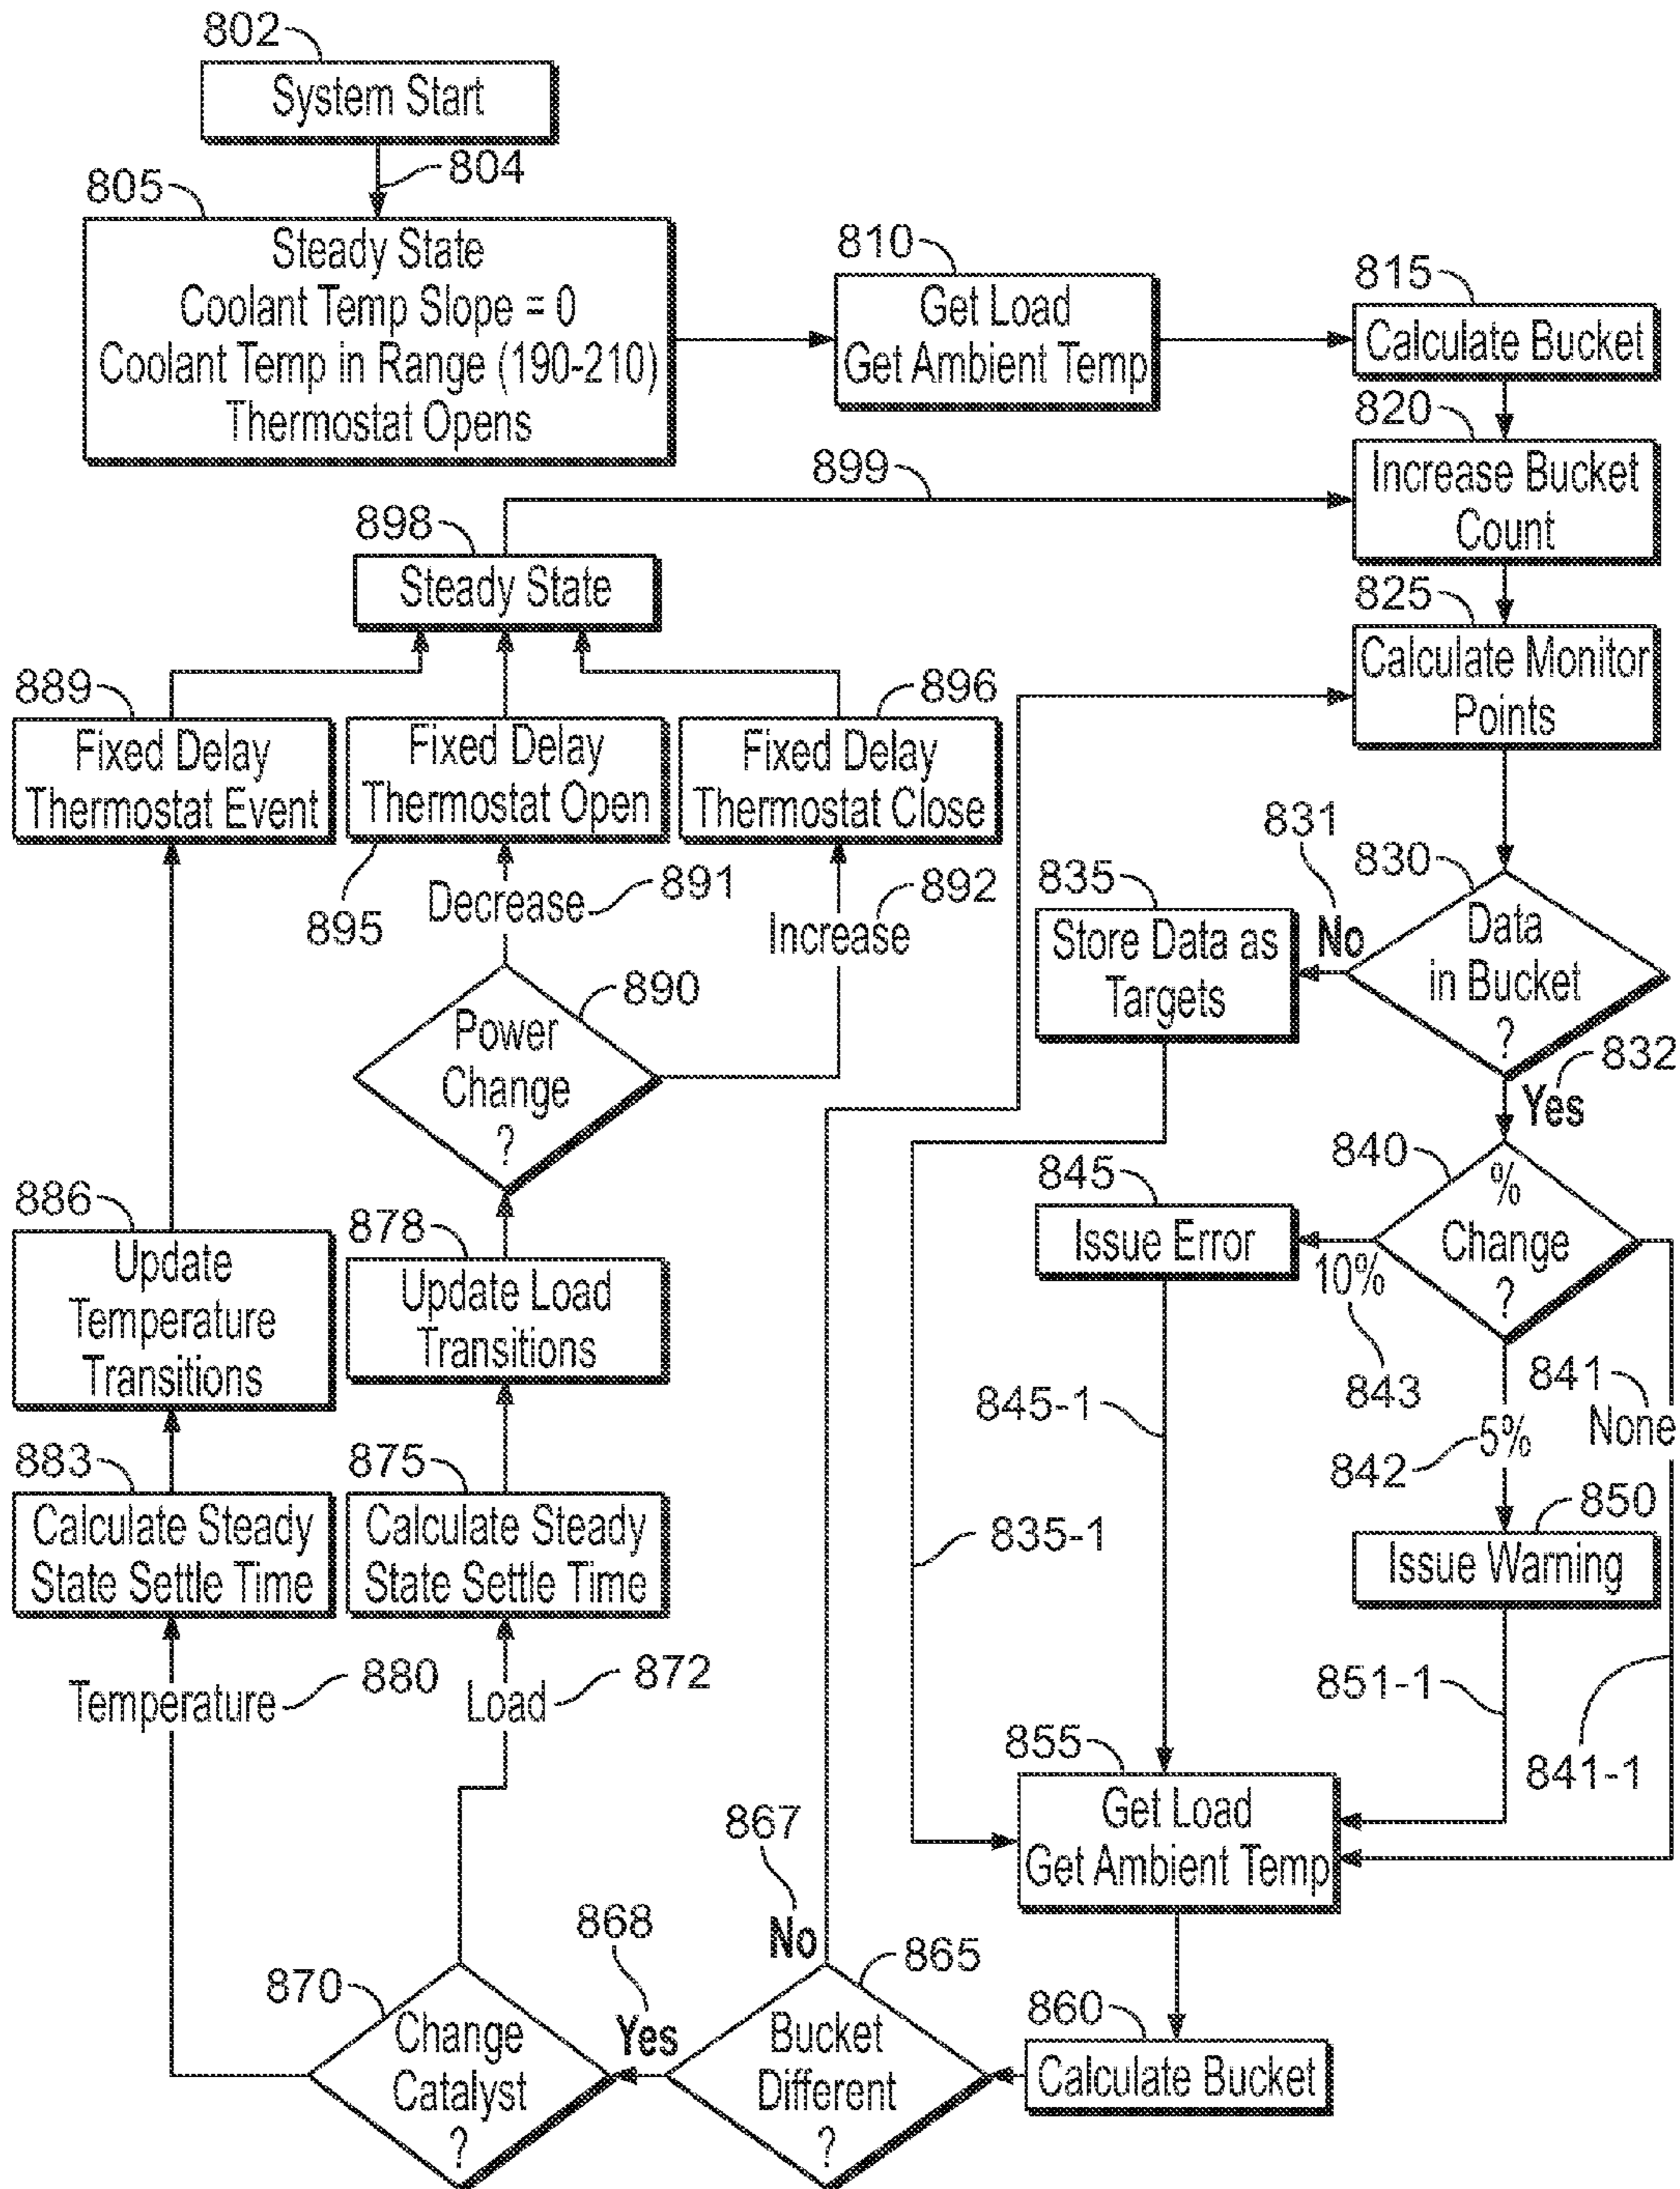 802
System Start
804
805
Steady State
Coolant Temp Slope = 0
Coolant Temp in Range (190-210)
Thermostat Opens
810
Get Load
Get Ambient Temp
815
Calculate Bucket
820
Increase Bucket
Count
899
898
Steady State
825
Calculate Monitor
Points
889
Fixed Delay
Thermostat Event
Fixed Delay
Thermostat Open
895
896
Fixed Delay
Thermostat Close
Decrease
891
Increase
892
831
No
830
Data
in Bucket
?
832
Yes
835
Store Data as
Targets
890
Power
Change
?
840
%
Change
?
845
Issue Error
10%
843
841
None
5%
842
886
Update
Temperature
Transitions
878
Update Load
Transitions
845-1
835-1
850
Issue Warning
883
Calculate Steady
State Settle Time
875
Calculate Steady
State Settle Time
Temperature
880
Load
872
851-1
841-1
855
Get Load
Get Ambient Temp
867
No
868
Yes
865
Bucket
Different
?
870
Change
Catalyst
?
860
Calculate Bucket